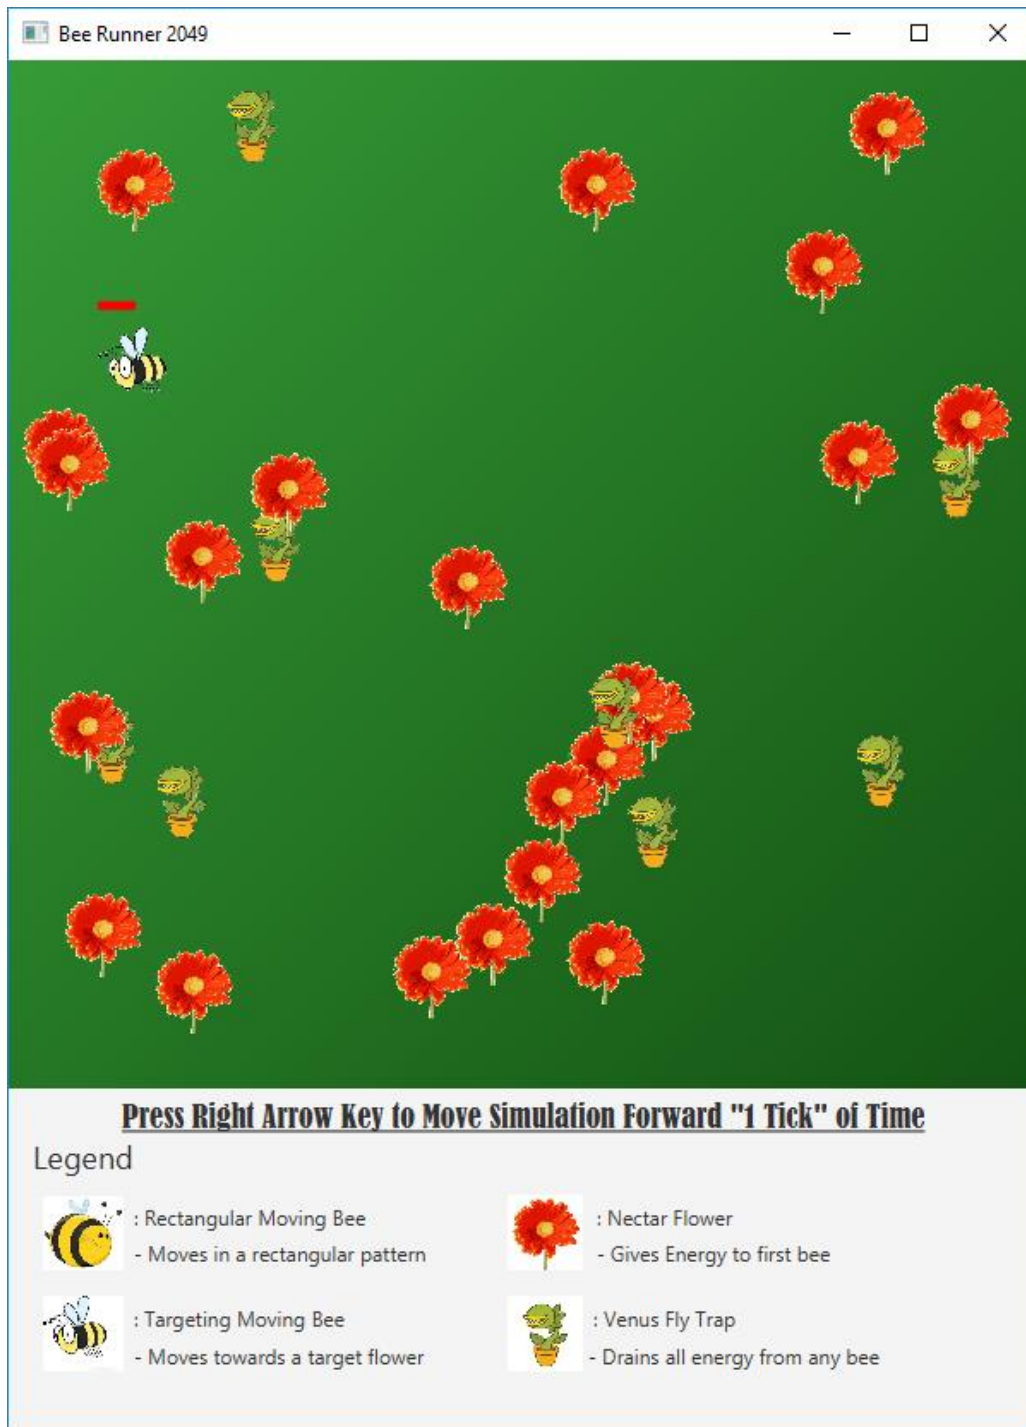 Bee Runner 2049
Press Right Arrow Key to Move Simulation Forward "1 Tick" of Time
Legend
: Rectangular Moving Bee
- Moves in a rectangular pattern
: Nectar Flower
- Gives Energy to first bee
: Targeting Moving Bee
- Moves towards a target flower
: Venus Fly Trap
- Drains all energy from any bee